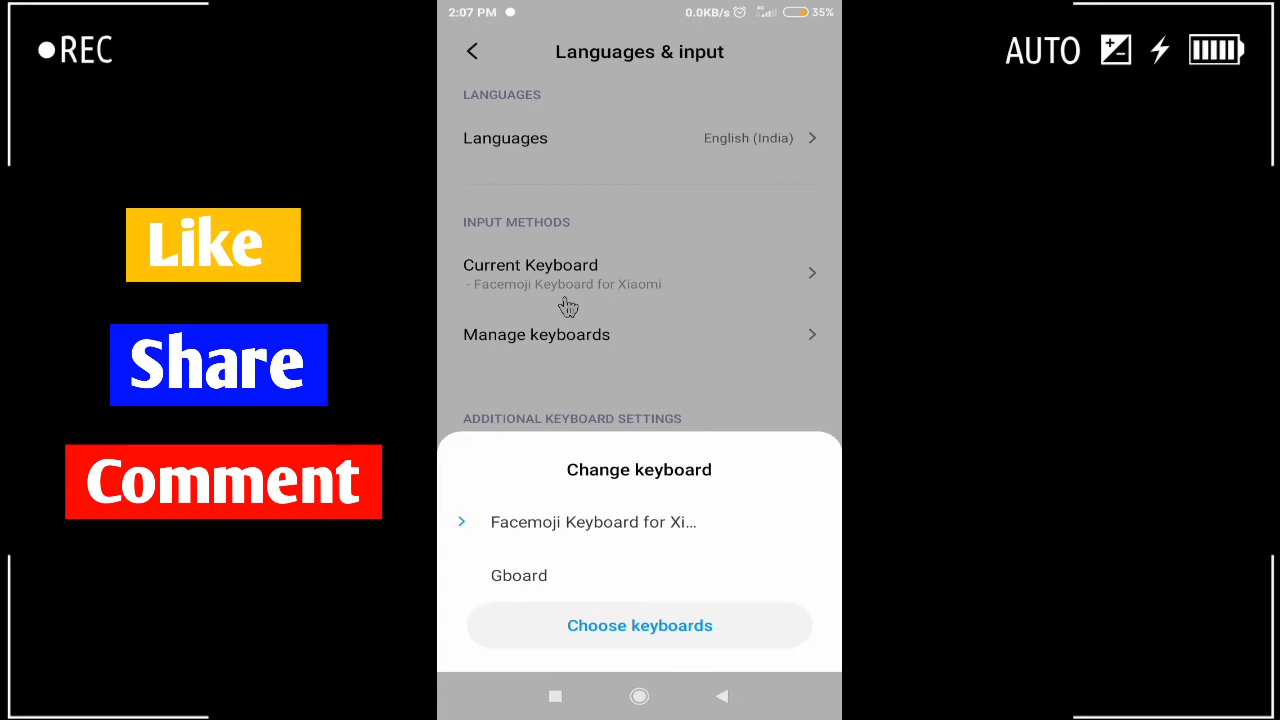 REC
AUTO
Like
Share
Comment
2:07 PM
0.0KB/s
4G
35%
Languages & input
LANGUAGES
Languages
English (India)
INPUT METHODS
Current Keyboard
- Facemoji Keyboard for Xiaomi
Manage keyboards
ADDITIONAL KEYBOARD SETTINGS
Change keyboard
Facemoji Keyboard for Xi...
Gboard
Choose keyboards